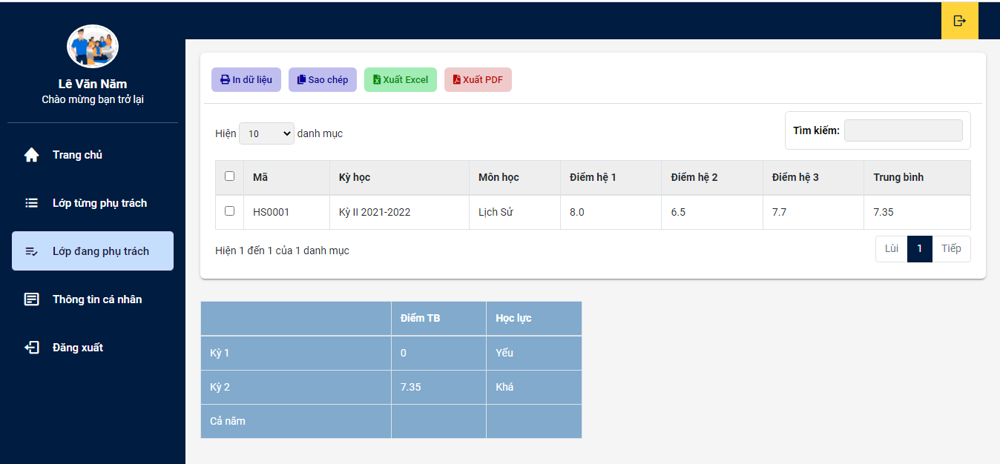 Lê Văn Năm
Chào mừng bạn trở lại
Trang chủ
Lớp từng phụ trách
Lớp đang phụ trách
Thông tin cá nhân
Đăng xuất
In dữ liệu Sao chép Xuất Excel Xuất PDF
Hiện 10 danh mục
Tìm kiếm:
Mã Kỳ học Môn học Điểm hệ 1 Điểm hệ 2 Điểm hệ 3 Trung bình
HS0001 Kỳ II 2021-2022 Lịch Sử 8.0 6.5 7.7 7.35
Hiện 1 đến 1 của 1 danh mục
Lùi 1 Tiếp
Điểm TB Học lực
Kỳ 1 0 Yếu
Kỳ 2 7.35 Khá
Cả năm